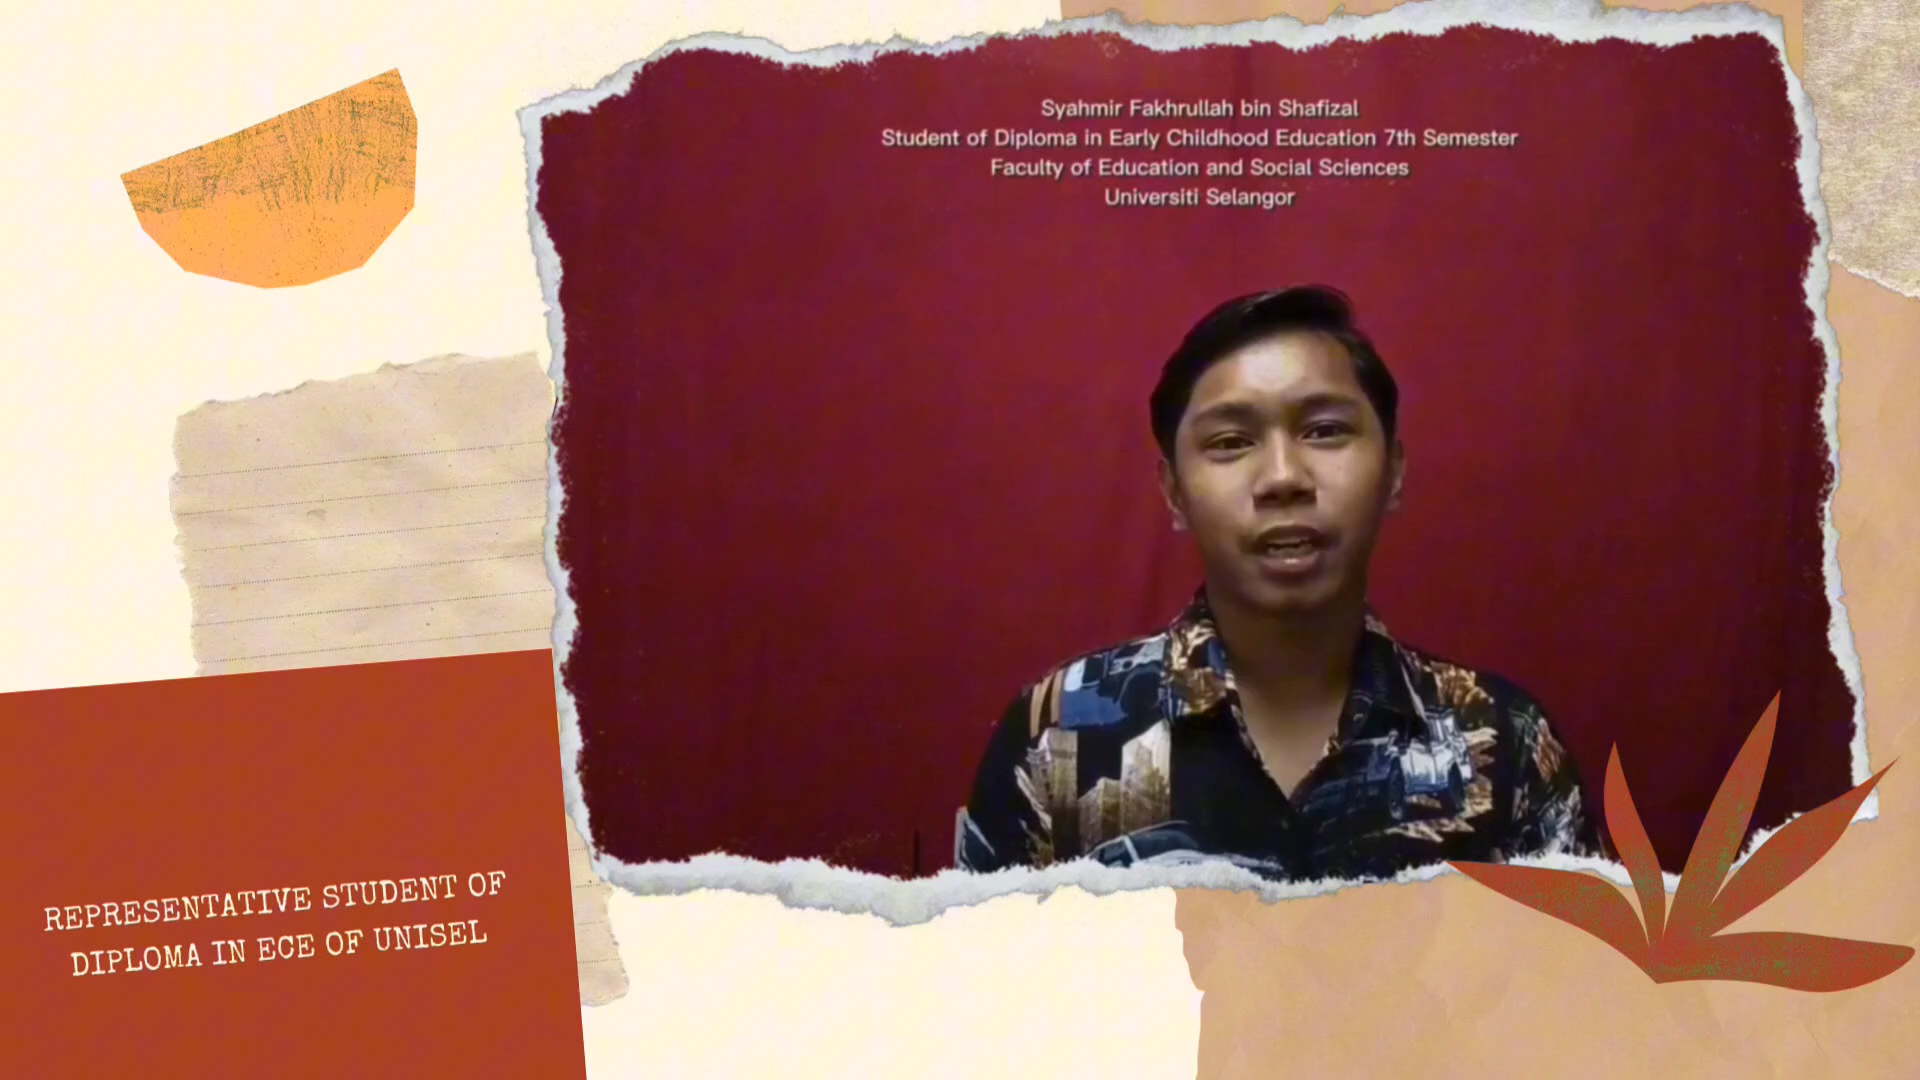 Syahmir Fakhrullah bin Shafizal
Student of Diploma in Early Childhood Education 7th Semester
Faculty of Education and Social Sciences
Universiti Selangor
REPRESENTATIVE STUDENT OF
DIPLOMA IN ECE OF UNISEL